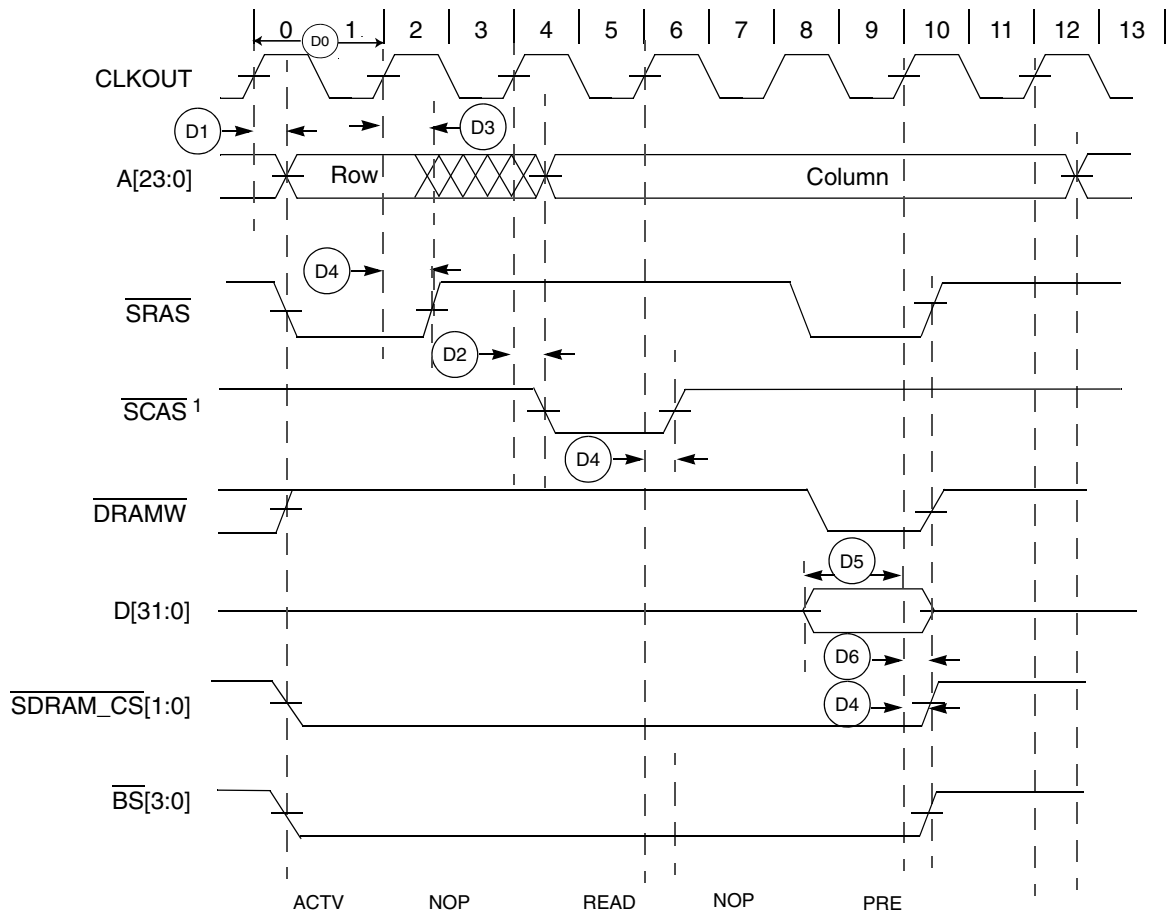 0 1 2 3 4 5 6 7 8 9 10 11 12 13
D0
CLKOUT
D1 D3
A[23:0] Row Column
D4
SRAS
D2
SCAS 1
D4
DRAMW
D5
D[31:0]
D6
SDRAM_CS[1:0] D4
BS[3:0]
ACTV NOP READ NOP PRE